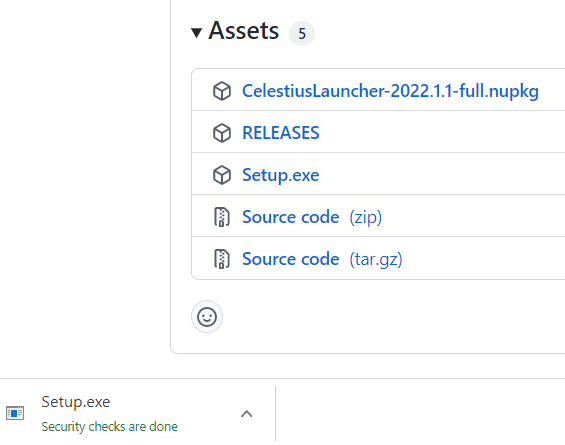 Assets 5
CelestiusLauncher-2022.1.1-full.nupkg
RELEASES
Setup.exe
Source code (zip)
Source code (tar.gz)
Setup.exe
Security checks are done